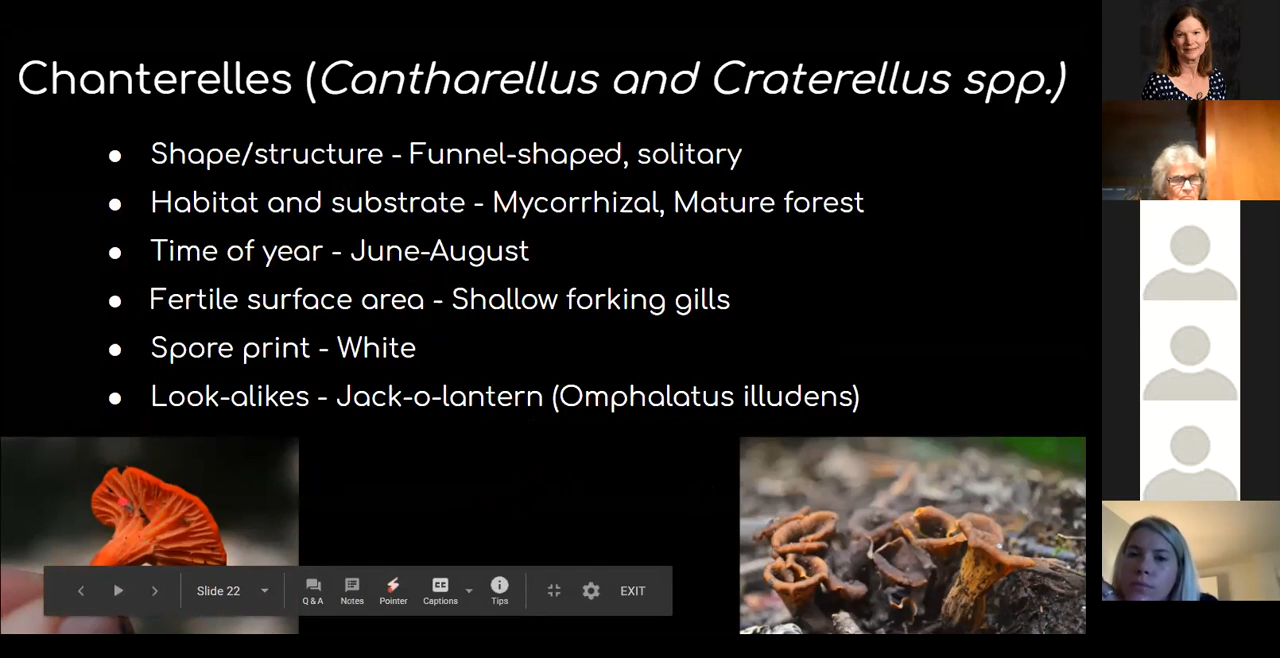 Chanterelles (Cantharellus and Craterellus spp.)
● Shape/structure - Funnel-shaped, solitary
● Habitat and substrate - Mycorrhizal, Mature forest
● Time of year - June-August
● Fertile surface area - Shallow forking gills
● Spore print - White
● Look-alikes - Jack-o-lantern (Omphalatus illudens)
Slide 22 Q & A Notes Pointer CC Captions Tips EXIT